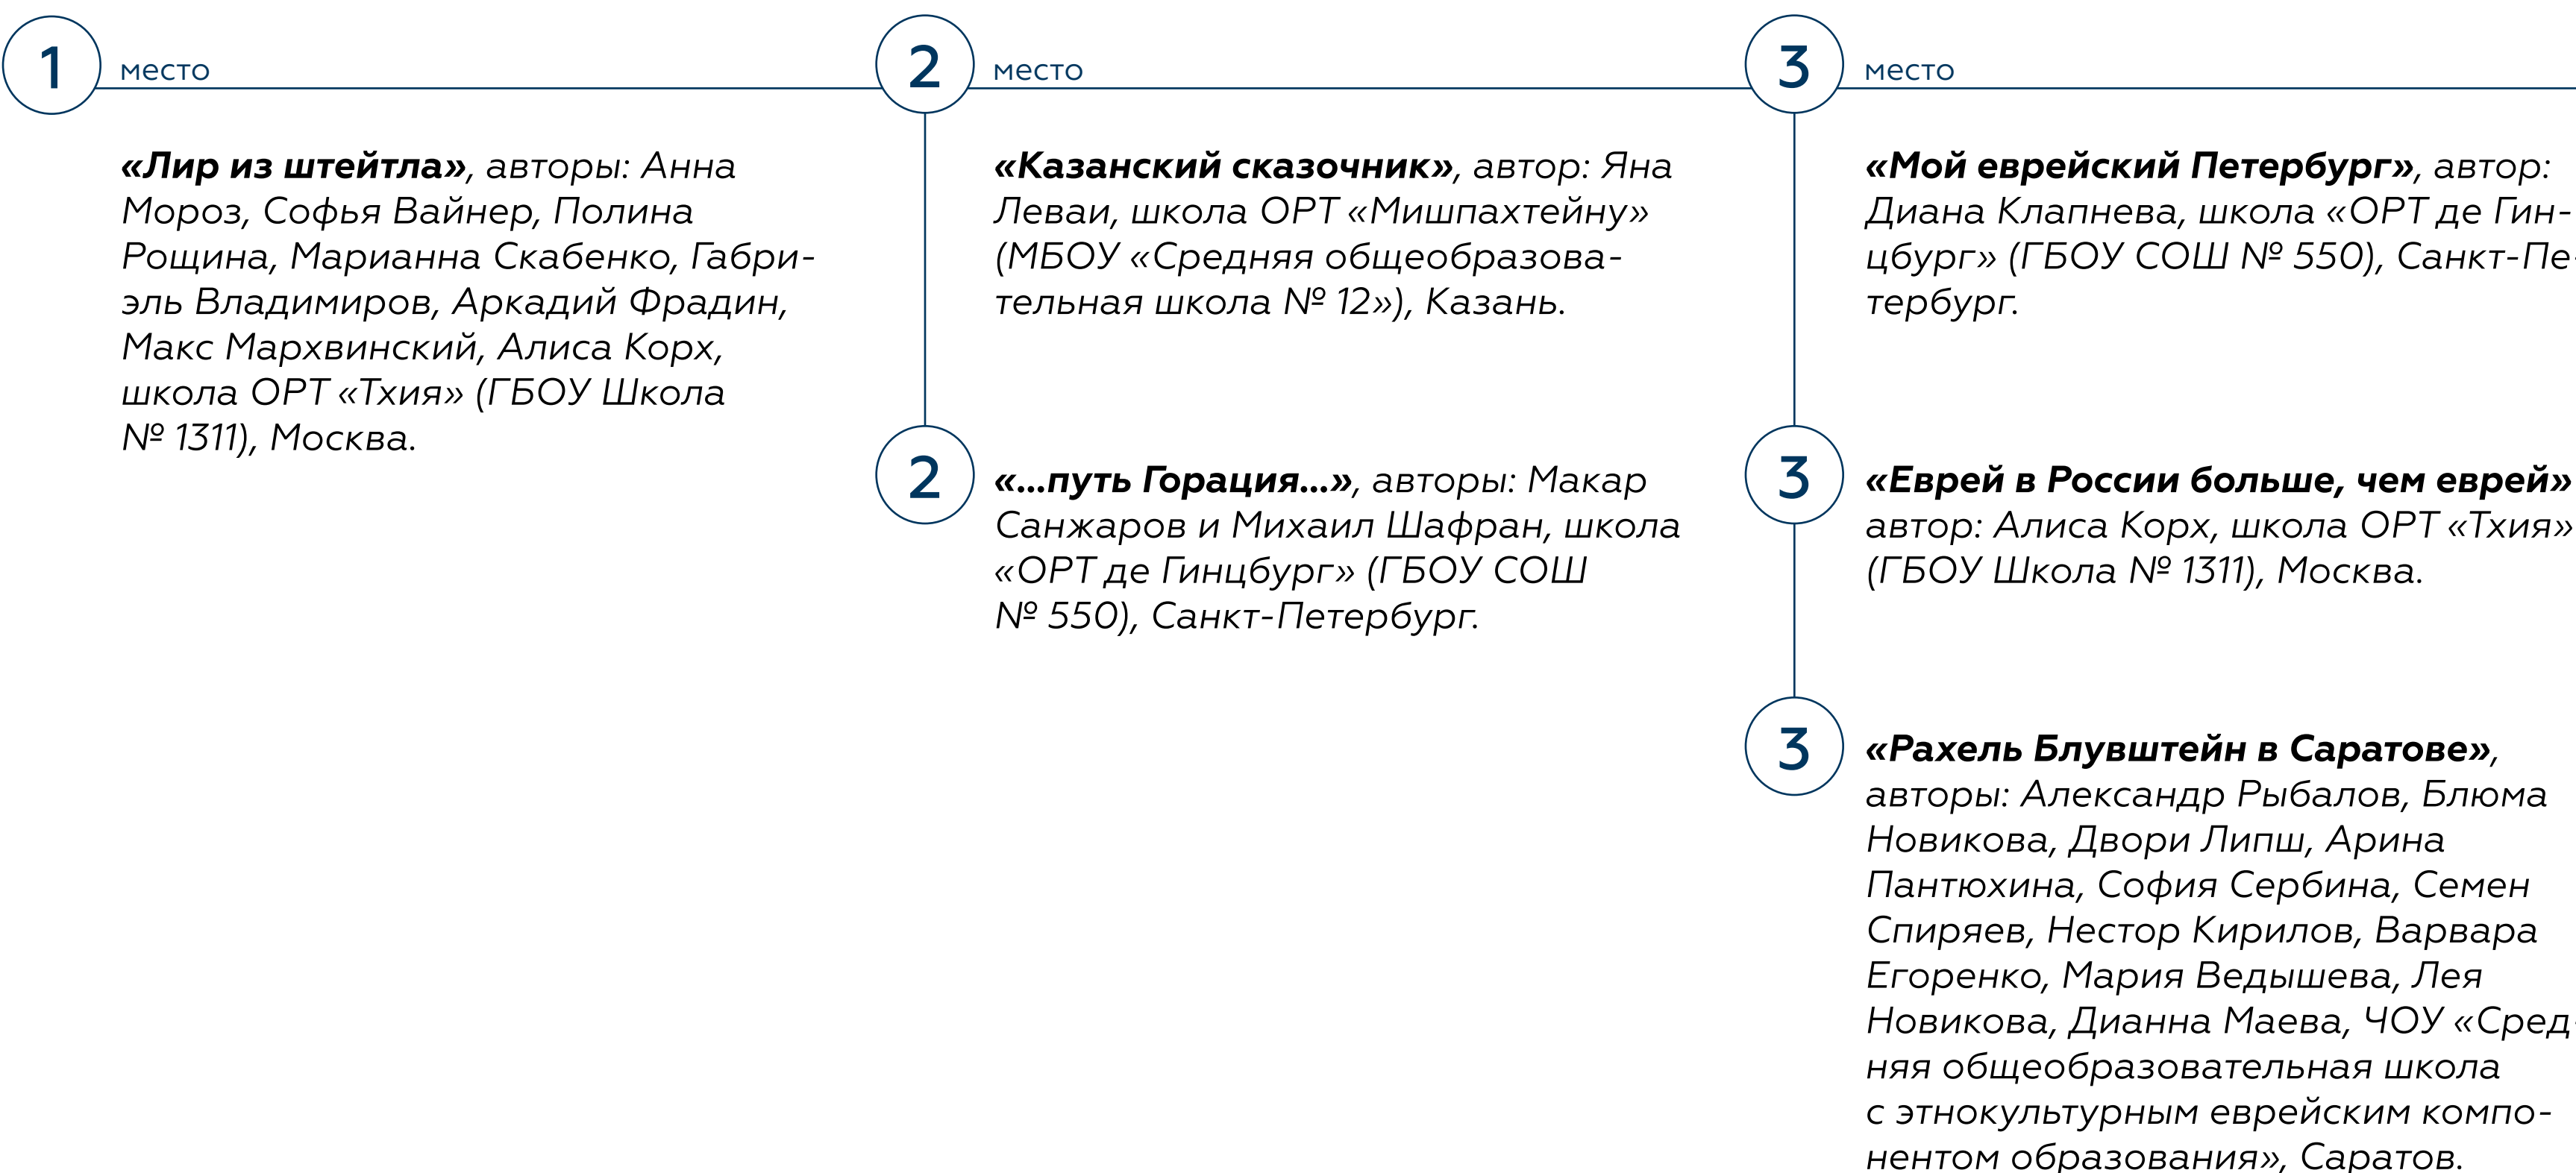 1 место
«Лир из штейтла», авторы: Анна
Мороз, Софья Вайнер, Полина
Рощина, Марианна Скабенко, Габри-
эль Владимиров, Аркадий Фрадин,
Макс Мархвинский, Алиса Корх,
школа ОРТ «Тхия» (ГБОУ Школа
№ 1311), Москва.
2 место
«Казанский сказочник», автор: Яна
Леваи, школа ОРТ «Мишпахтейну»
(МБОУ «Средняя общеобразова-
тельная школа № 12»), Казань.
2
«...путь Горация...», авторы: Макар
Санжаров и Михаил Шафран, школа
«ОРТ де Гинцбург» (ГБОУ СОШ
№ 550), Санкт-Петербург.
3 место
«Мой еврейский Петербург», автор:
Диана Клапнева, школа «ОРТ де Гин-
цбург» (ГБОУ СОШ № 550), Санкт-Пе-
тербург.
3
«Еврей в России больше, чем еврей»
автор: Алиса Корх, школа ОРТ «Тхия»
(ГБОУ Школа № 1311), Москва.
3
«Рахель Блувштейн в Саратове»,
авторы: Александр Рыбалов, Блюма
Новикова, Двори Липш, Арина
Пантюхина, София Сербина, Семен
Спиряев, Нестор Кирилов, Варвара
Егоренко, Мария Ведышева, Лея
Новикова, Дианна Маева, ЧОУ «Сред-
няя общеобразовательная школа
с этнокультурным еврейским компо-
нентом образования», Саратов.